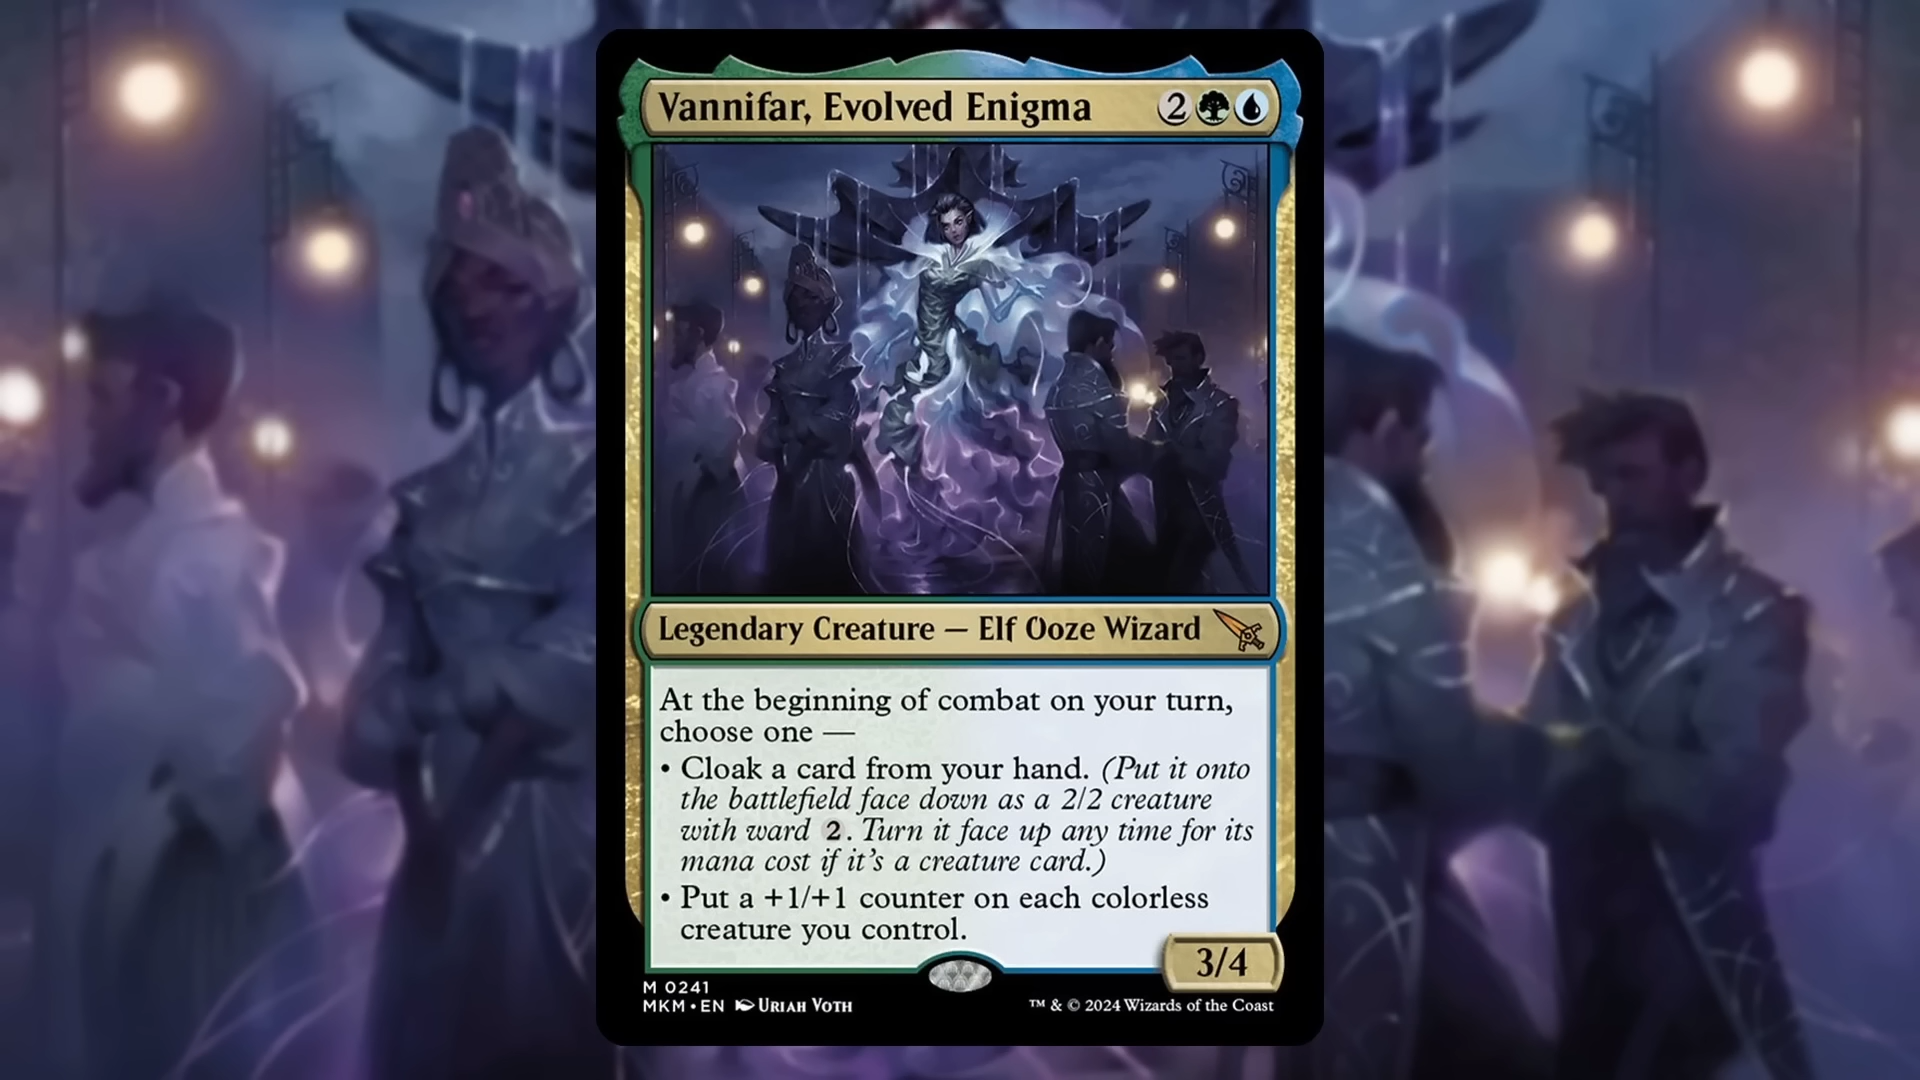 Vannifar, Evolved Enigma 2
Legendary Creature — Elf Ooze Wizard
At the beginning of combat on your turn,
choose one —
• Cloak a card from your hand. (Put it onto
the battlefield face down as a 2/2 creature
with ward 2. Turn it face up any time for its
mana cost if it's a creature card.)
• Put a +1/+1 counter on each colorless
creature you control.
3/4
M 0241
MKM • EN Uriah Voth
™ & © 2024 Wizards of the Coast